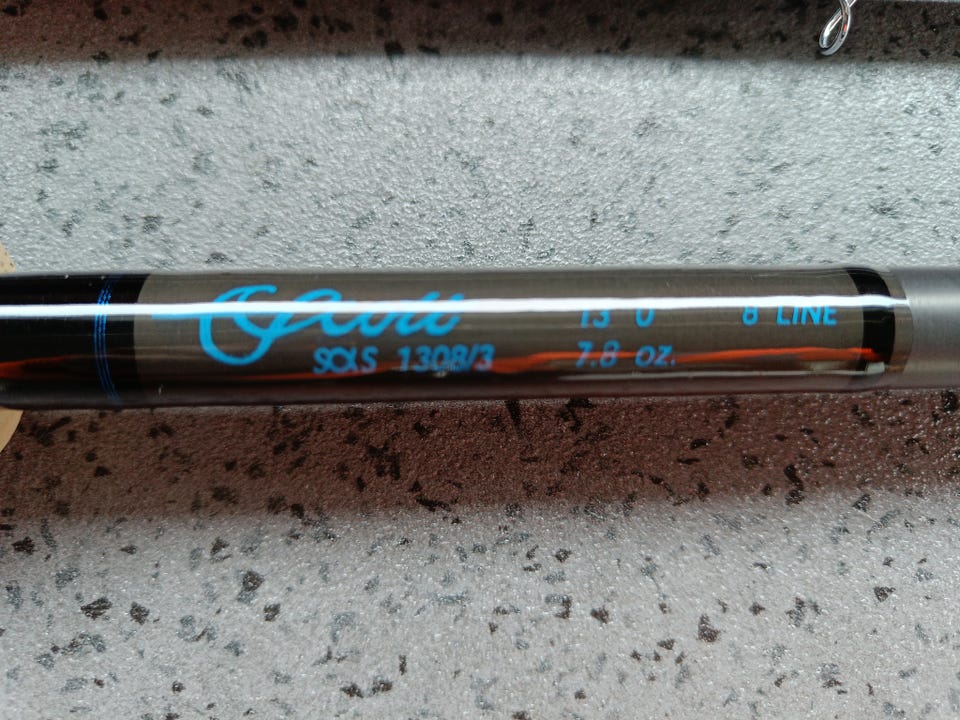 Scott 13' 0" 8 LINE
SCLS 1308/3 7.8 oz.